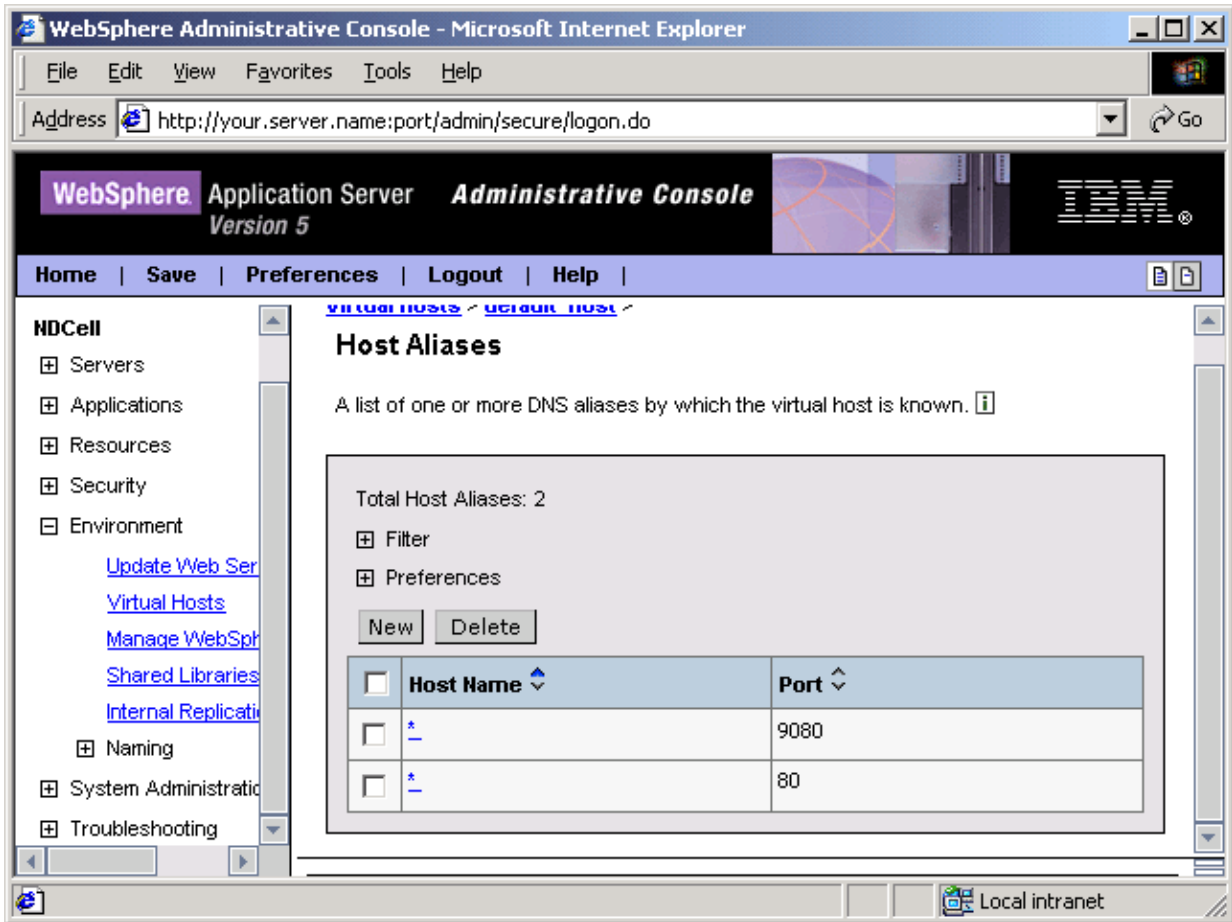 WebSphere Administrative Console - Microsoft Internet Explorer
File Edit View Favorites Tools Help
Address http://your.server.name:port/admin/secure/logon.do Go
WebSphere. Application Server Administrative Console
Version 5
IBM®
Home | Save | Preferences | Logout | Help |
NDCell
Servers
Applications
Resources
Security
Environment
Update Web Ser
Virtual Hosts
Manage WebSph
Shared Libraries
Internal Replicati
Naming
System Administratio
Troubleshooting
Virtual Hosts > default_host >
Host Aliases
A list of one or more DNS aliases by which the virtual host is known. i
Total Host Aliases: 2
Filter
Preferences
New Delete
Host Name Port
* 9080
* 80
Local intranet